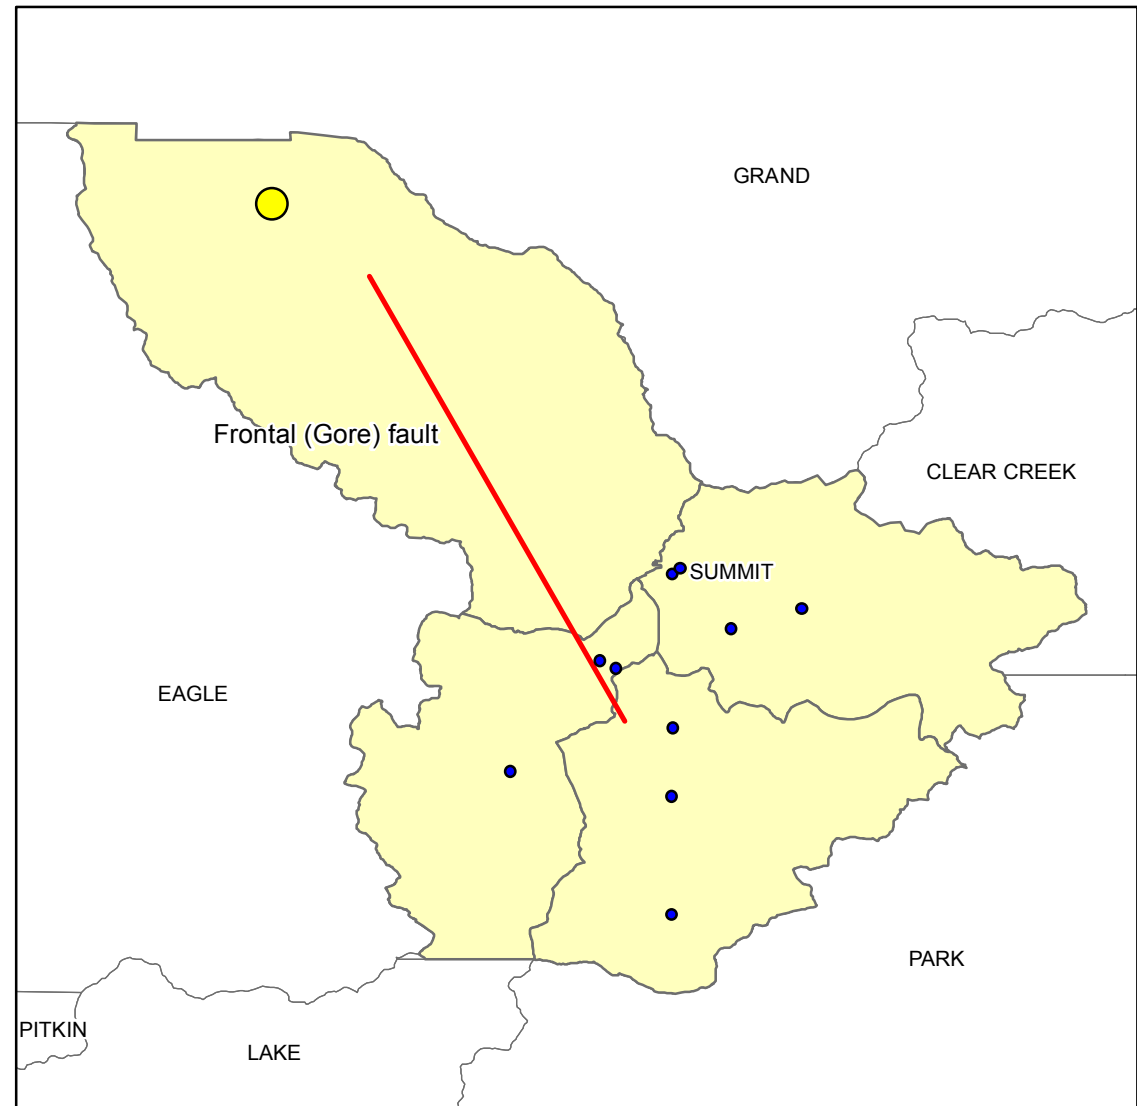 GRAND
Frontal (Gore) fault
CLEAR CREEK
SUMMIT
EAGLE
PARK
PITKIN
LAKE